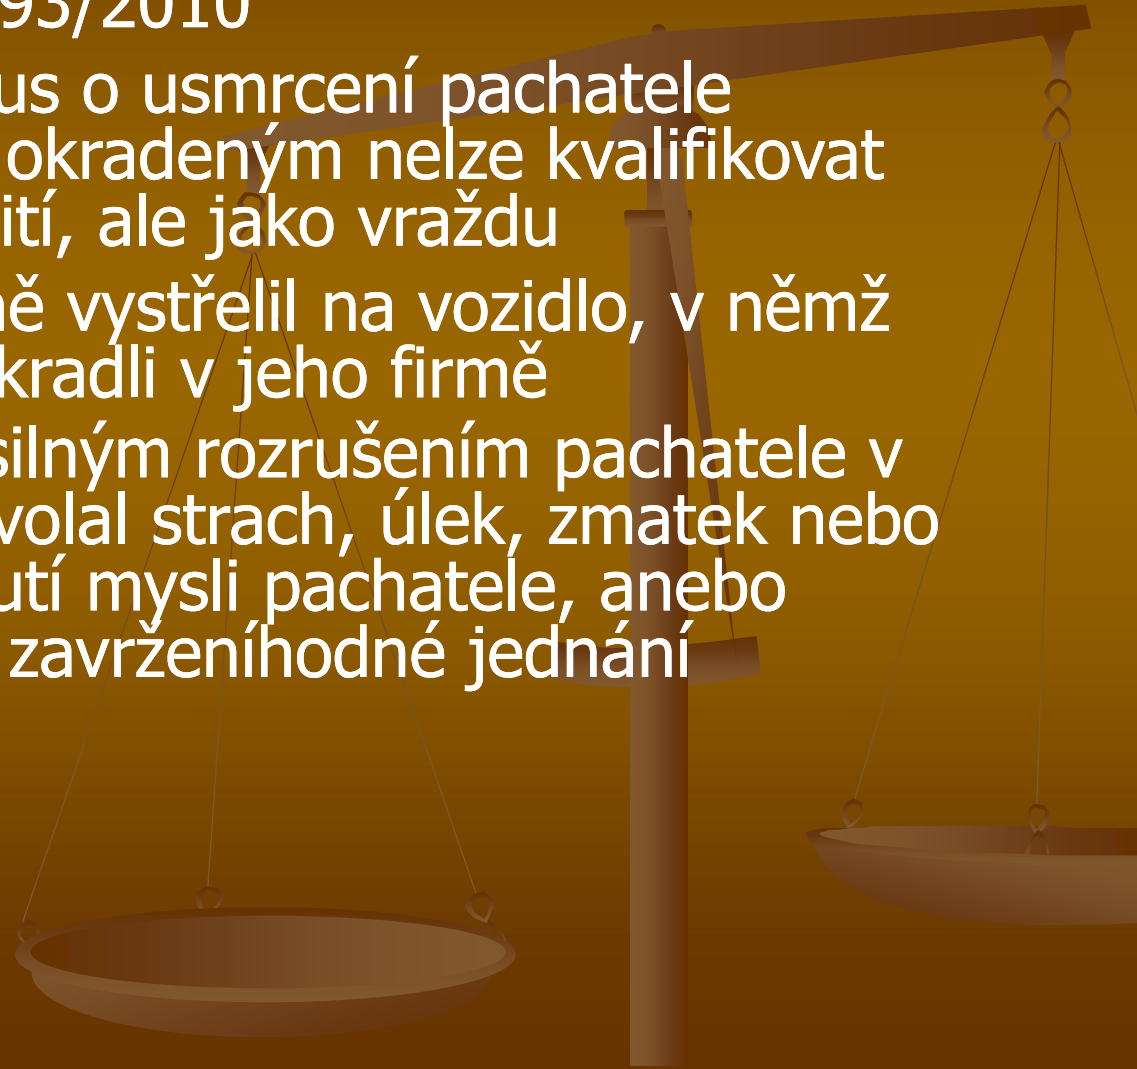 93/2010
us o usmrcení pachatele
okradeným nelze kvalifikovat
ití, ale jako vraždu
ně vystřelil na vozidlo, v němž
kradli v jeho firmě
silným rozrušením pachatele v
volal strach, úlek, zmatek nebo
utí mysli pachatele, anebo
zavrženíhodné jednání